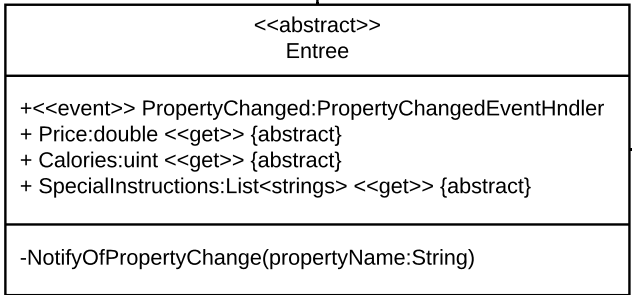 <<abstract>>
Entree
+<<event>> PropertyChanged:PropertyChangedEventHndler
+ Price:double <<get>> {abstract}
+ Calories:uint <<get>> {abstract}
+ SpecialInstructions:List<strings> <<get>> {abstract}
-NotifyOfPropertyChange(propertyName:String)